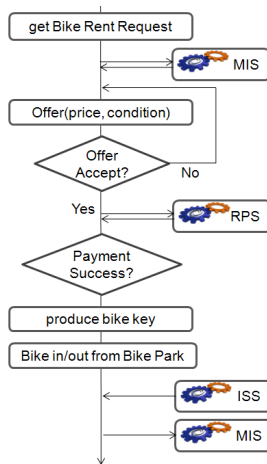 get Bike Rent Request
MIS
Offer(price, condition)
Offer
Accept?
No
Yes
RPS
Payment
Success?
produce bike key
Bike in/out from Bike Park
ISS
MIS